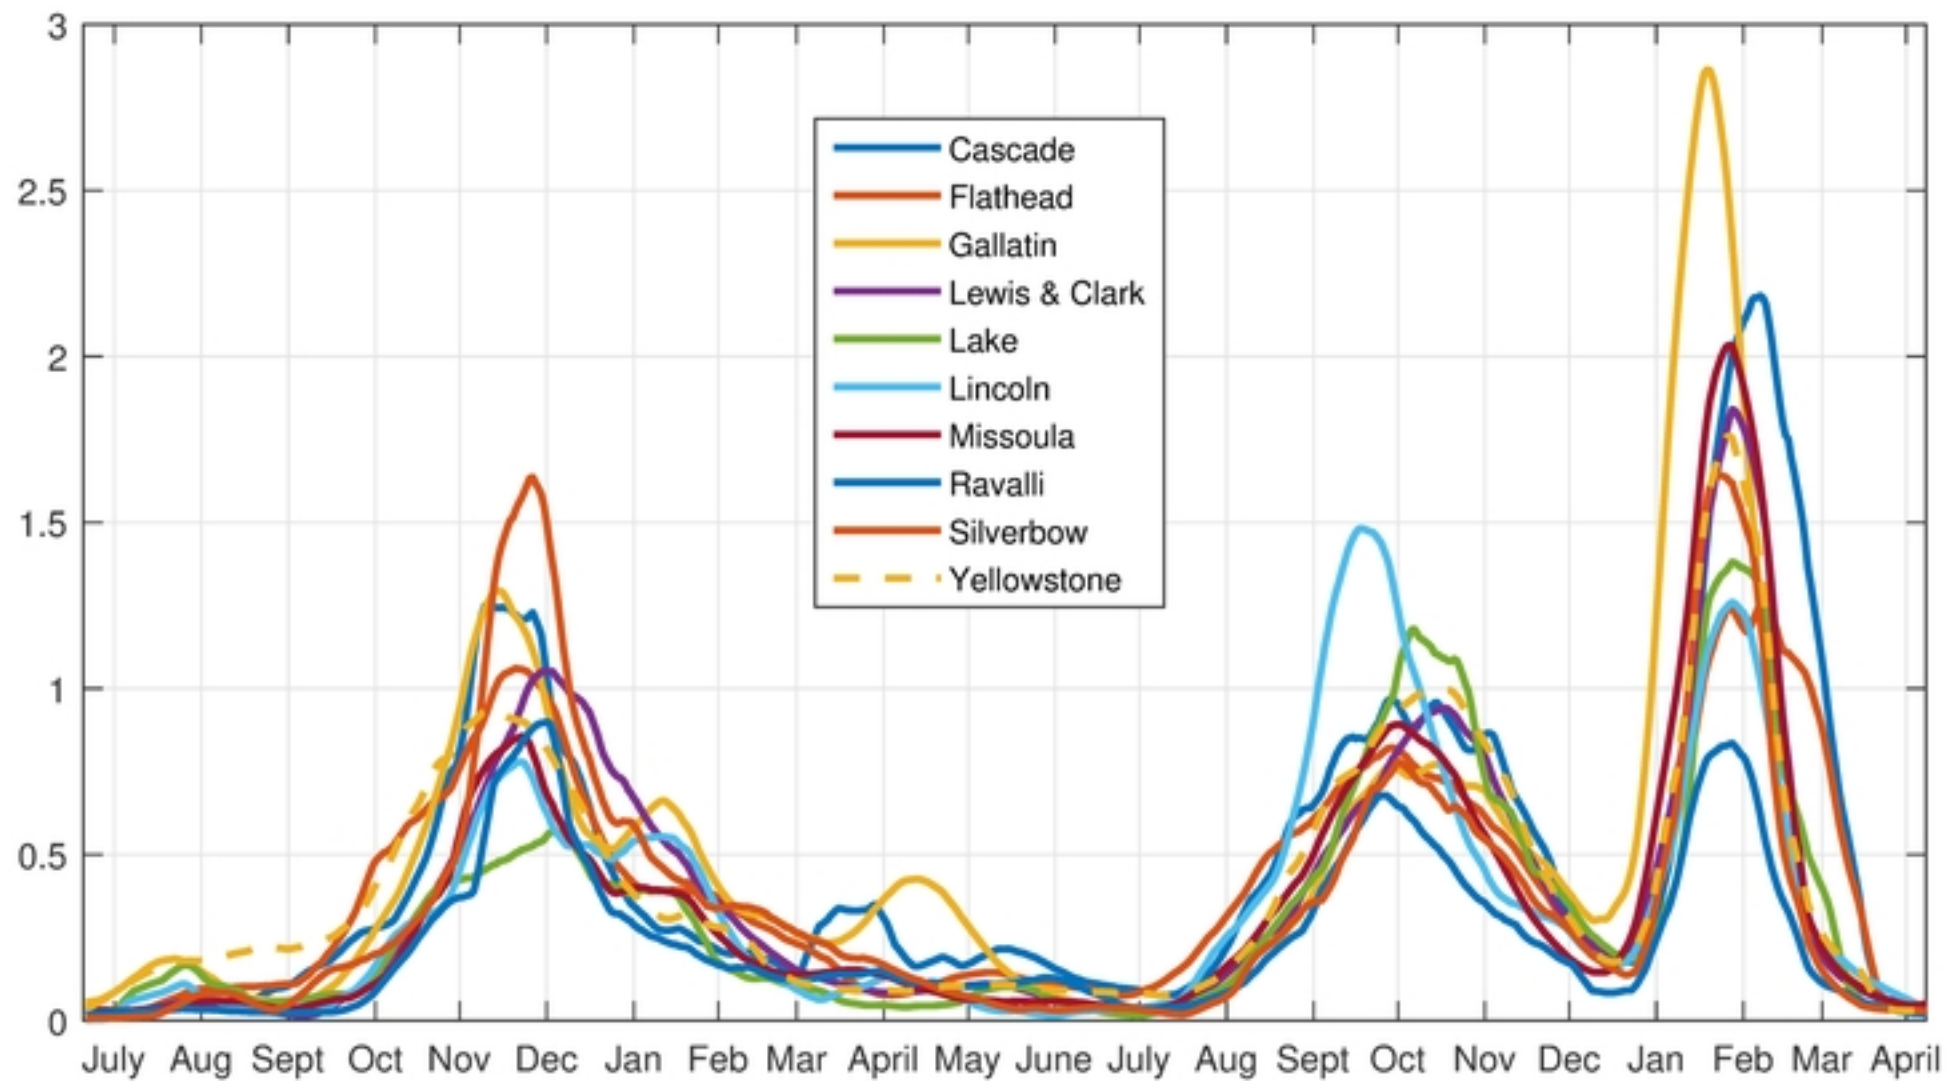 3
2.5
2
1.5
1
0.5
0
Cascade
Flathead
Gallatin
Lewis & Clark
Lake
Lincoln
Missoula
Ravalli
Silverbow
Yellowstone
July Aug Sept Oct Nov Dec Jan Feb Mar April May June July Aug Sept Oct Nov Dec Jan Feb Mar April